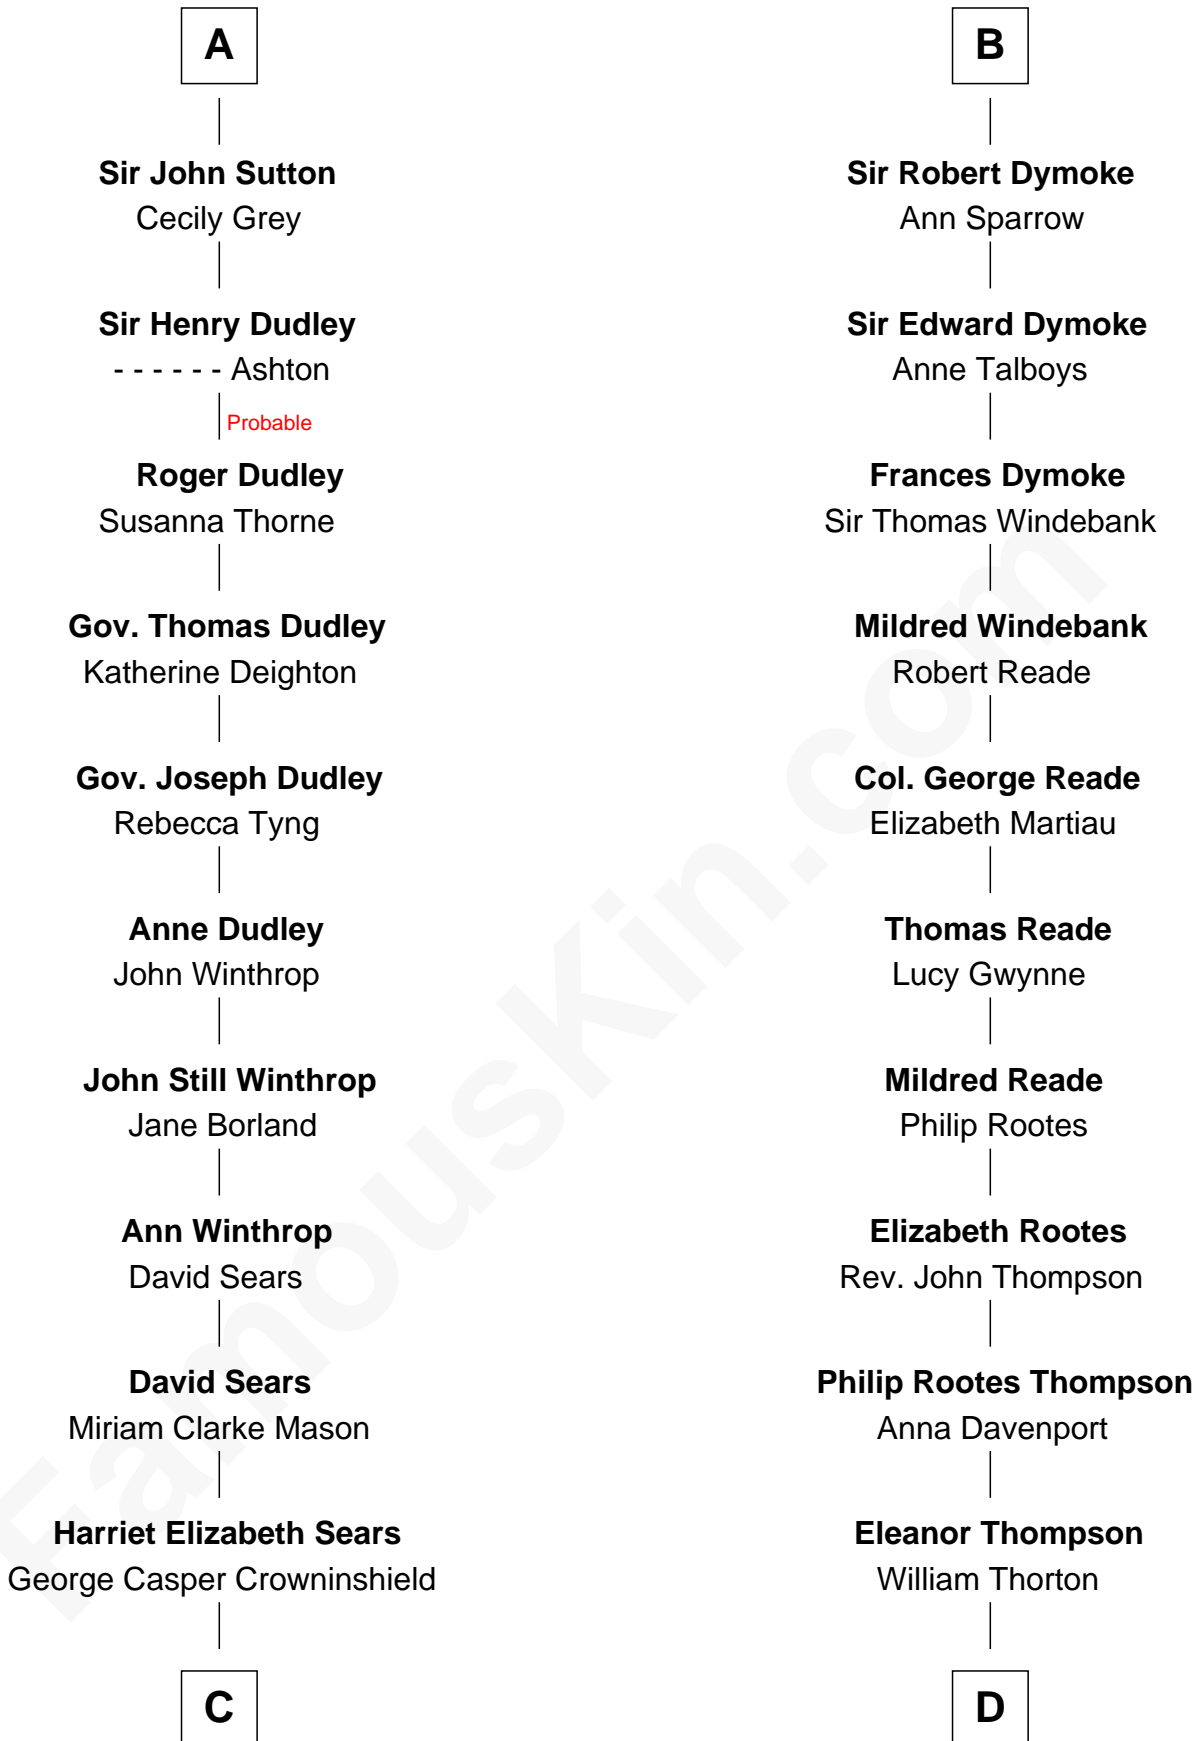 A
Sir John Sutton
Cecily Grey
Sir Henry Dudley
- - - - - - Ashton
Probable
Roger Dudley
Susanna Thorne
Gov. Thomas Dudley
Katherine Deighton
Gov. Joseph Dudley
Rebecca Tyng
Anne Dudley
John Winthrop
John Still Winthrop
Jane Borland
Ann Winthrop
David Sears
David Sears
Miriam Clarke Mason
Harriet Elizabeth Sears
George Casper Crowninshield
C
B
Sir Robert Dymoke
Ann Sparrow
Sir Edward Dymoke
Anne Talboys
Frances Dymoke
Sir Thomas Windebank
Mildred Windebank
Robert Reade
Col. George Reade
Elizabeth Martiau
Thomas Reade
Lucy Gwynne
Mildred Reade
Philip Rootes
Elizabeth Rootes
Rev. John Thompson
Philip Rootes Thompson
Anna Davenport
Eleanor Thompson
William Thorton
D
FamousKin.com